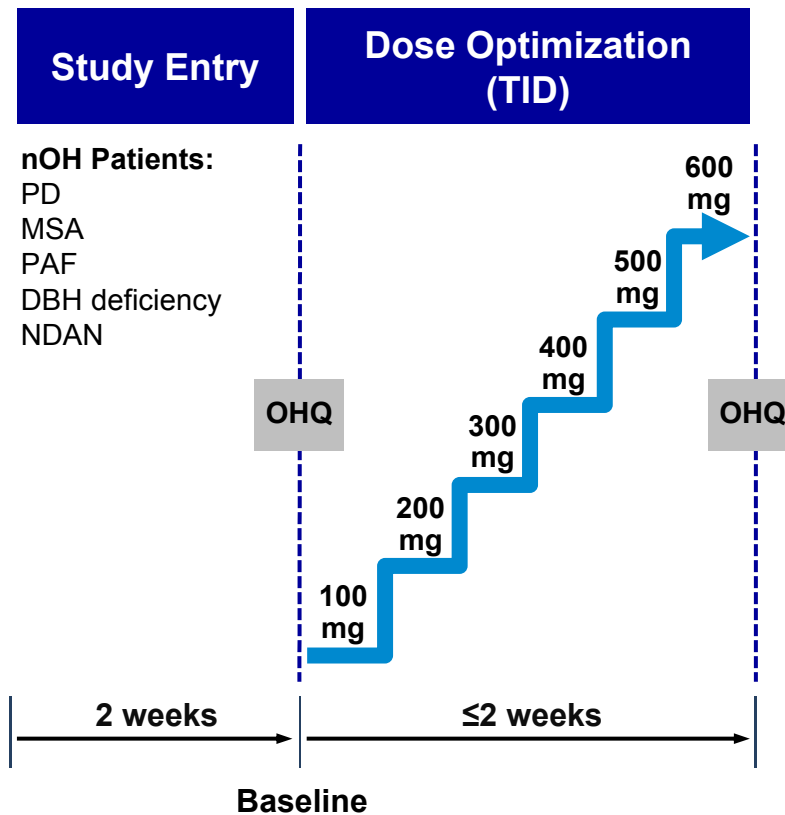 Study Entry
Dose Optimization
(TID)
nOH Patients:
PD
MSA
PAF
DBH deficiency
NDAN
OHQ
100
mg
200
mg
300
mg
400
mg
500
mg
600
mg
OHQ
2 weeks
≤2 weeks
Baseline